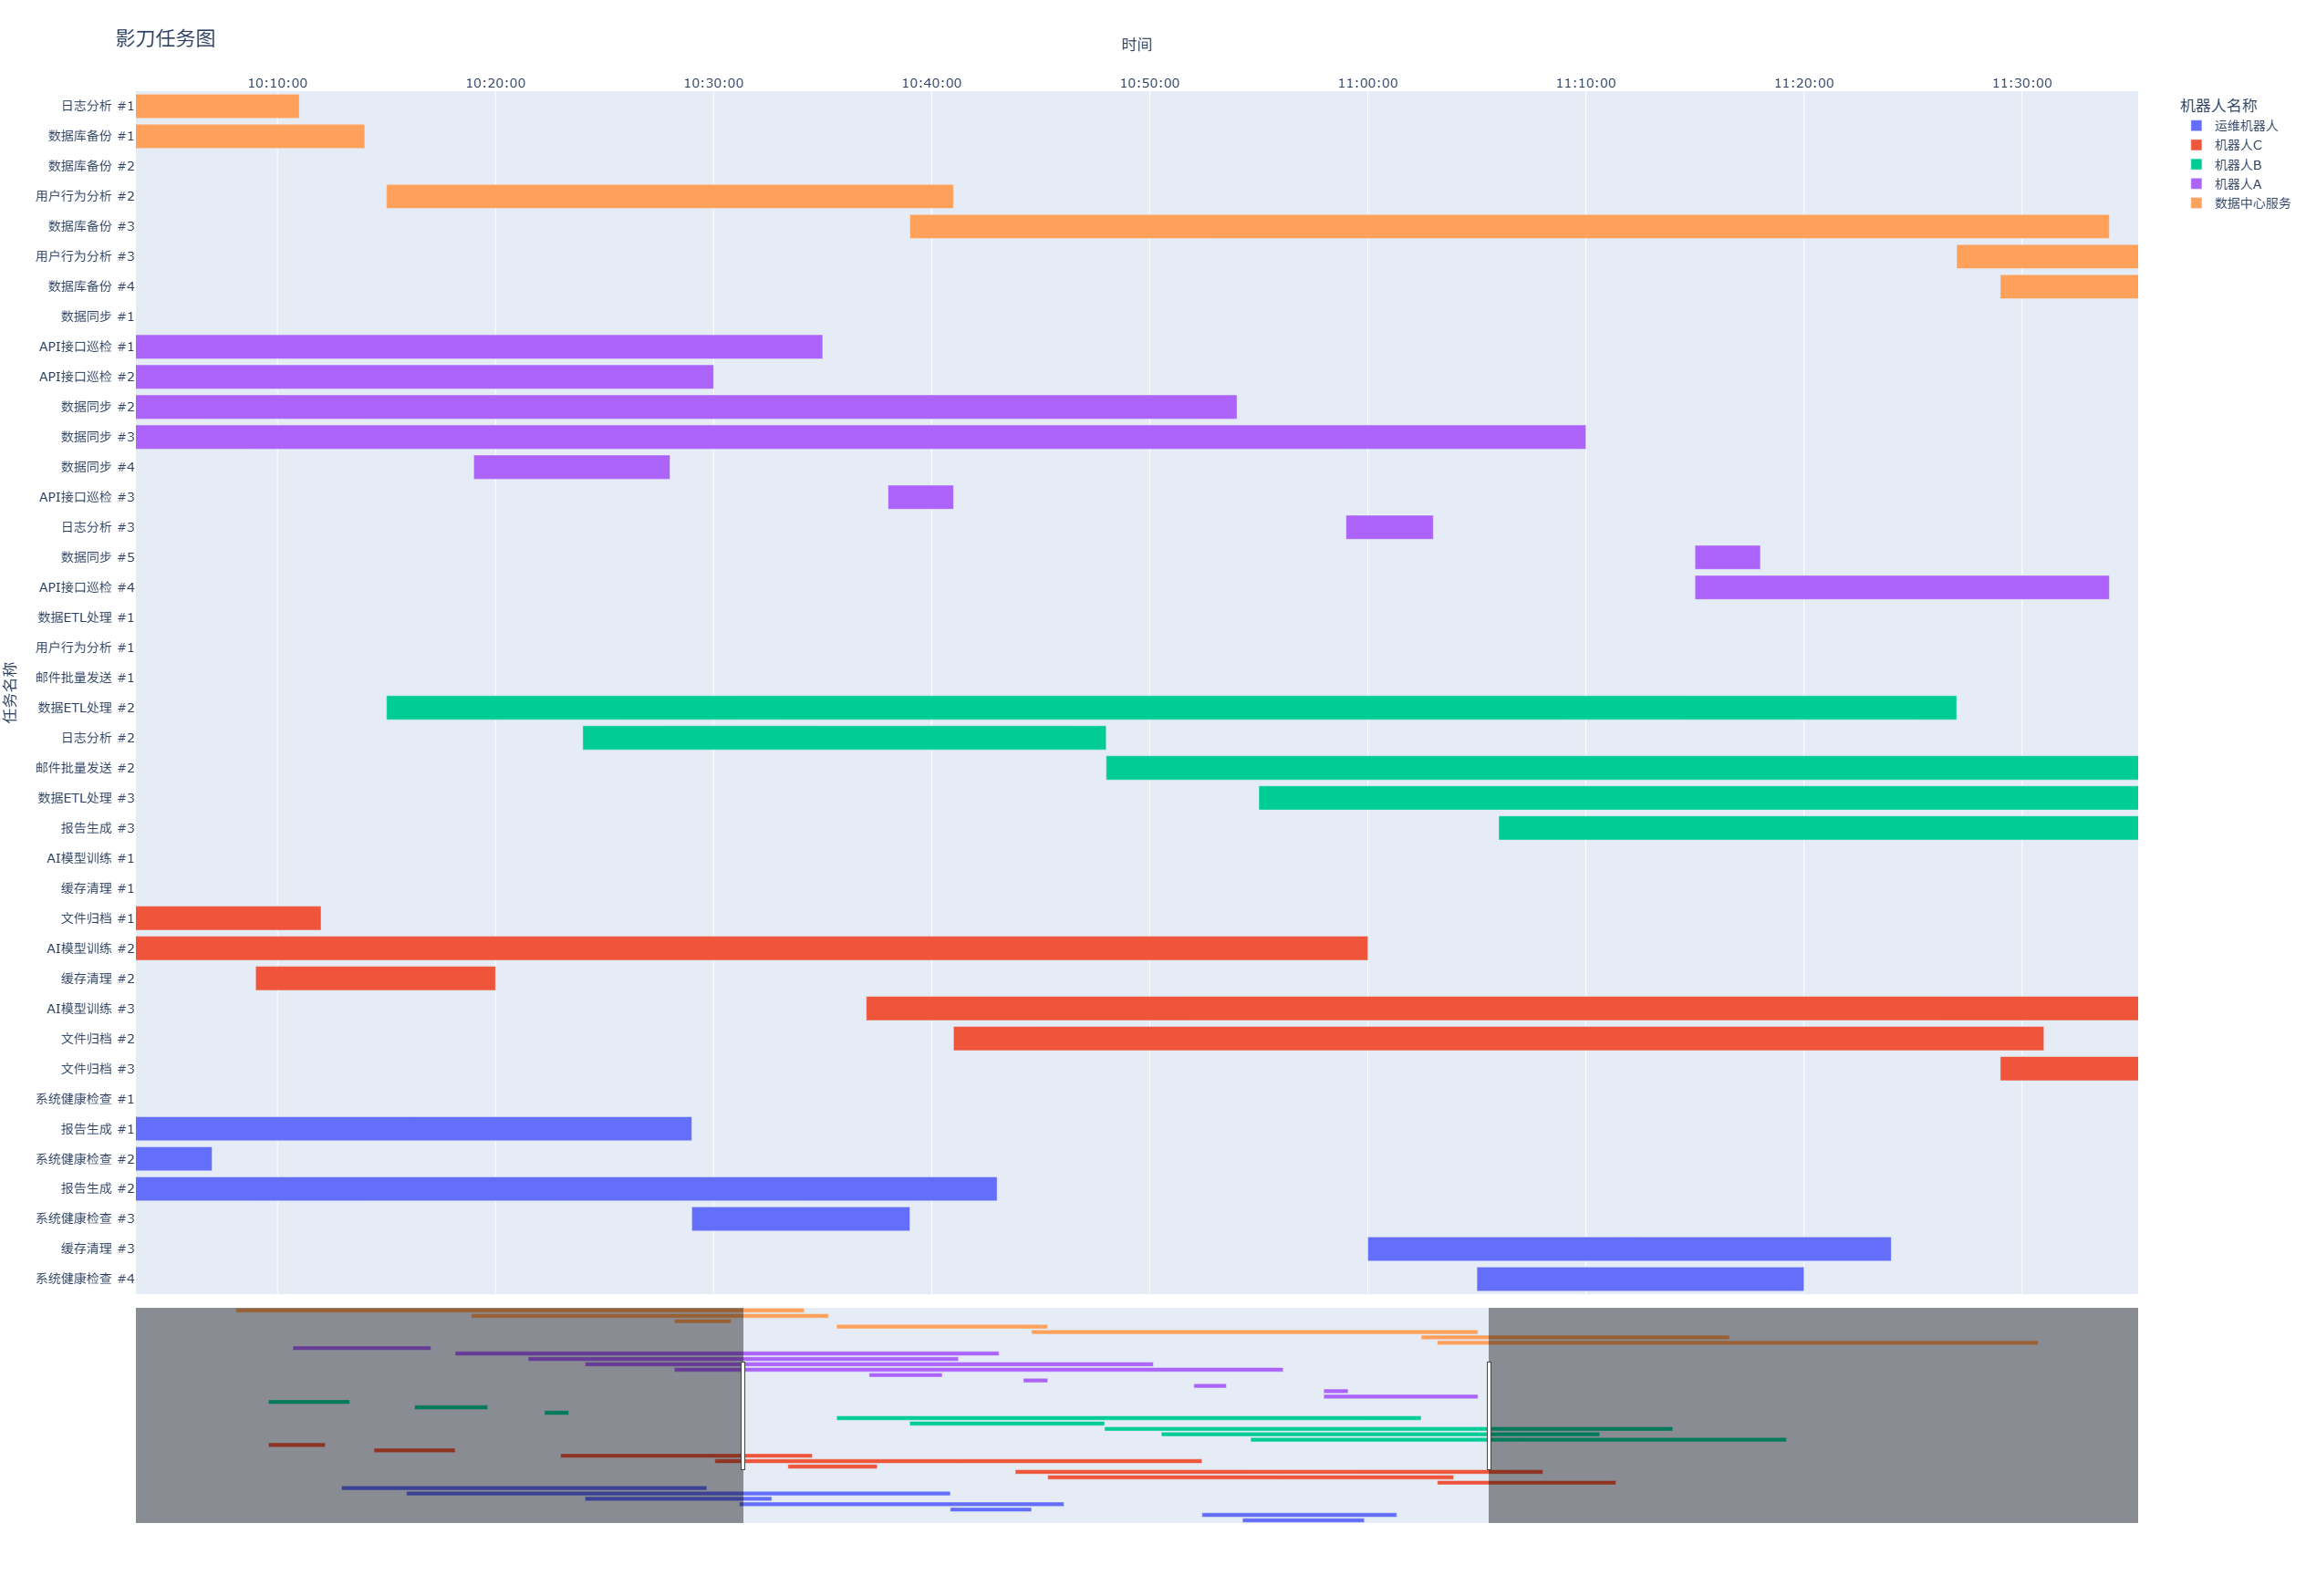 影刀任务图
时间
10:10:00 10:20:00 10:30:00 10:40:00 10:50:00 11:00:00 11:10:00 11:20:00 11:30:00
机器人名称
运维机器人
机器人C
机器人B
机器人A
数据中心服务
任务名称
日志分析 #1
数据库备份 #1
数据库备份 #2
用户行为分析 #2
数据库备份 #3
用户行为分析 #3
数据库备份 #4
数据同步 #1
API接口巡检 #1
API接口巡检 #2
数据同步 #2
数据同步 #3
数据同步 #4
API接口巡检 #3
日志分析 #3
数据同步 #5
API接口巡检 #4
数据ETL处理 #1
用户行为分析 #1
邮件批量发送 #1
数据ETL处理 #2
日志分析 #2
邮件批量发送 #2
数据ETL处理 #3
报告生成 #3
AI模型训练 #1
缓存清理 #1
文件归档 #1
AI模型训练 #2
缓存清理 #2
AI模型训练 #3
文件归档 #2
文件归档 #3
系统健康检查 #1
报告生成 #1
系统健康检查 #2
报告生成 #2
系统健康检查 #3
缓存清理 #3
系统健康检查 #4